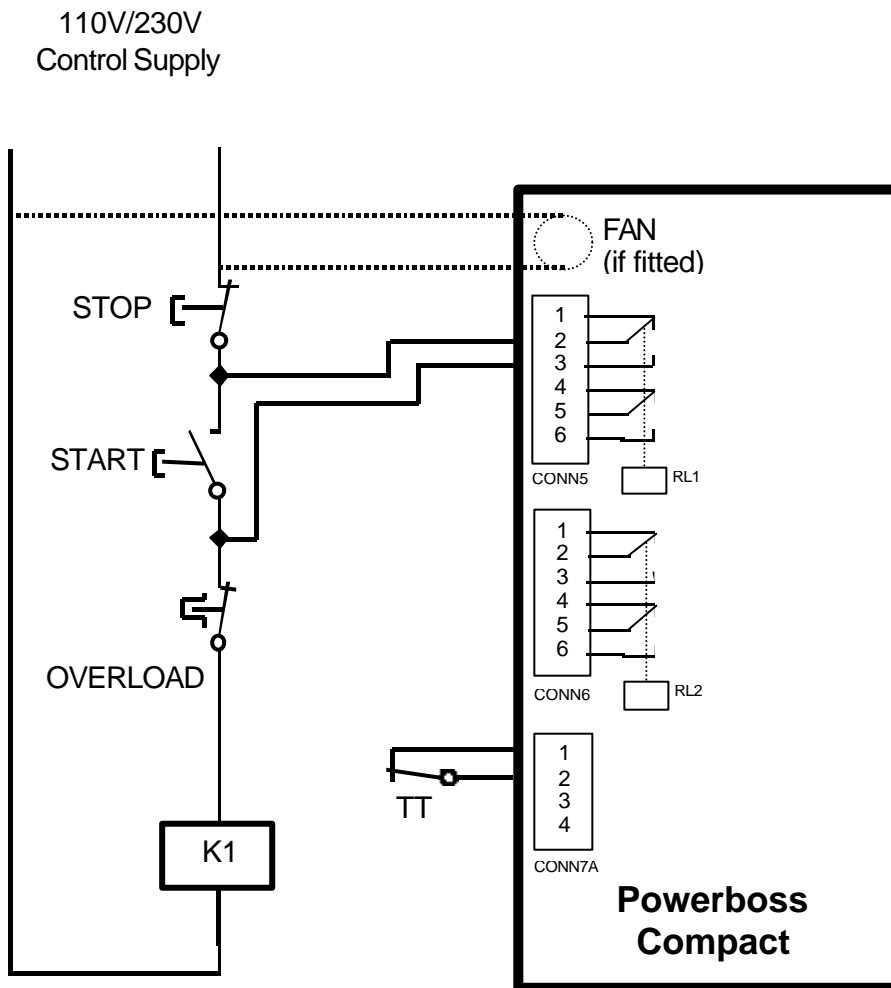 110V/230V
Control Supply
FAN
(if fitted)
STOP
1
2
3
4
5
6
CONN5
RL1
START
1
2
3
4
5
6
CONN6
RL2
OVERLOAD
1
2
3
4
CONN7A
TT
K1
Powerboss
Compact